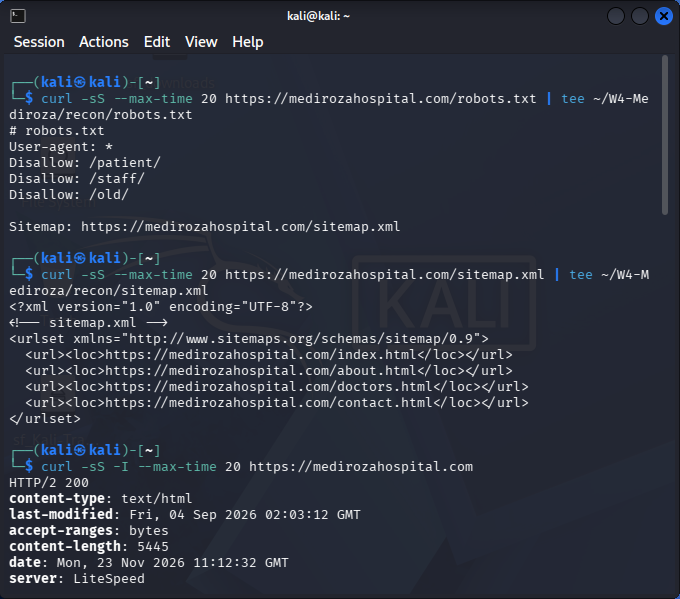 kali@kali: ~
Session Actions Edit View Help
┌──(kali㉿kali)-[~]
└─$ curl -sS --max-time 20 https://medirozahospital.com/robots.txt | tee ~/W4-Me
diroza/recon/robots.txt
# robots.txt
User-agent: *
Disallow: /patient/
Disallow: /staff/
Disallow: /old/
Sitemap: https://medirozahospital.com/sitemap.xml
┌──(kali㉿kali)-[~]
└─$ curl -sS --max-time 20 https://medirozahospital.com/sitemap.xml | tee ~/W4-M
ediroza/recon/sitemap.xml
<?xml version="1.0" encoding="UTF-8"?>
<!-- sitemap.xml -->
<urlset xmlns="http://www.sitemaps.org/schemas/sitemap/0.9">
  <url><loc>https://medirozahospital.com/index.html</loc></url>
  <url><loc>https://medirozahospital.com/about.html</loc></url>
  <url><loc>https://medirozahospital.com/doctors.html</loc></url>
  <url><loc>https://medirozahospital.com/contact.html</loc></url>
</urlset>
┌──(kali㉿kali)-[~]
└─$ curl -sS -I --max-time 20 https://medirozahospital.com
HTTP/2 200
content-type: text/html
last-modified: Fri, 04 Sep 2026 02:03:12 GMT
accept-ranges: bytes
content-length: 5445
date: Mon, 23 Nov 2026 11:12:32 GMT
server: LiteSpeed
KALI